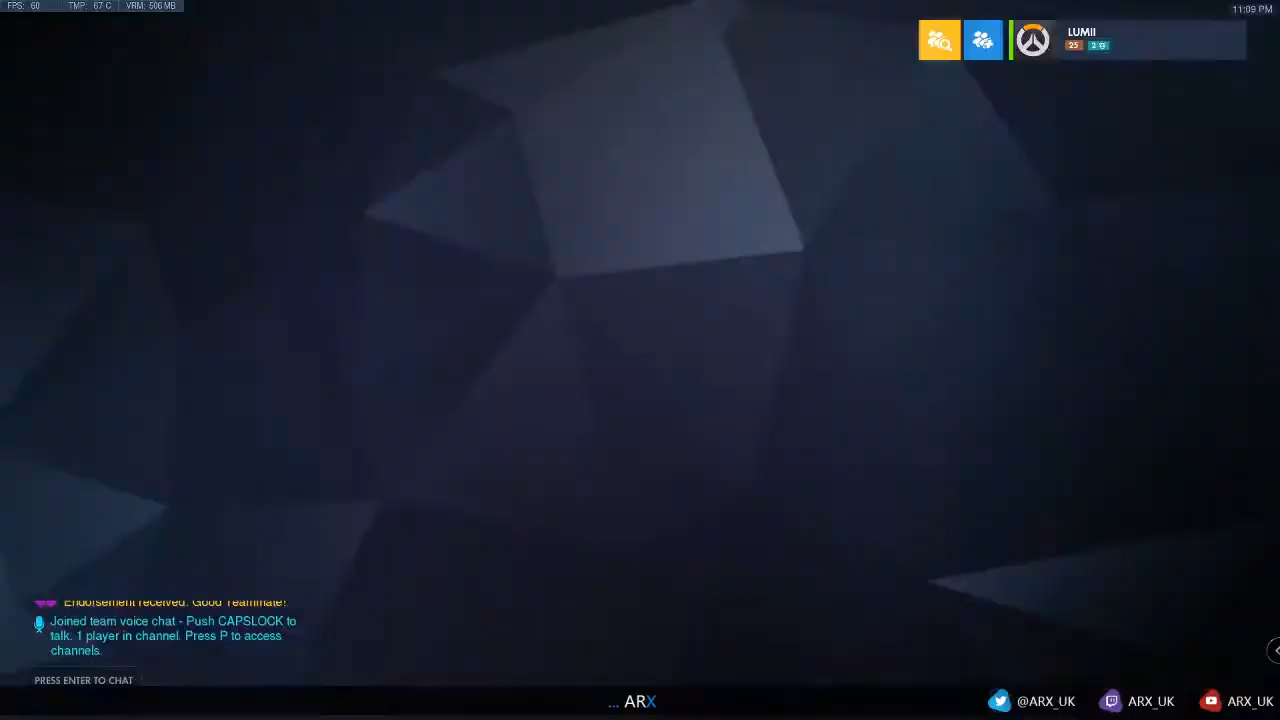 FPS: 60 TMP: 67 C VRM: 506 MB
11:09 PM
LUMII
25 2
Endorsement received: Good Teammate!
Joined team voice chat - Push CAPSLOCK to
talk. 1 player in channel. Press P to access
channels.
PRESS ENTER TO CHAT
... ARX
@ARX_UK ARX_UK ARX_UK